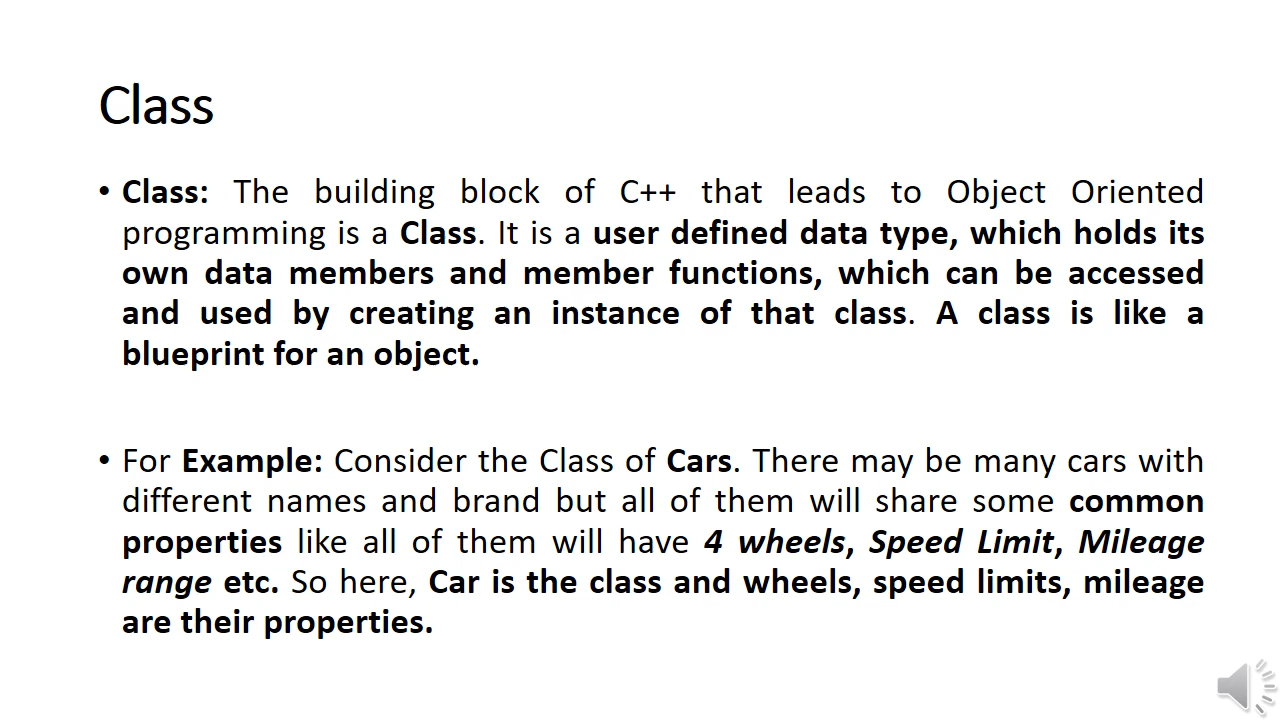 Class
• Class: The building block of C++ that leads to Object Oriented
programming is a Class. It is a user defined data type, which holds its
own data members and member functions, which can be accessed
and used by creating an instance of that class. A class is like a
blueprint for an object.
• For Example: Consider the Class of Cars. There may be many cars with
different names and brand but all of them will share some common
properties like all of them will have 4 wheels, Speed Limit, Mileage
range etc. So here, Car is the class and wheels, speed limits, mileage
are their properties.